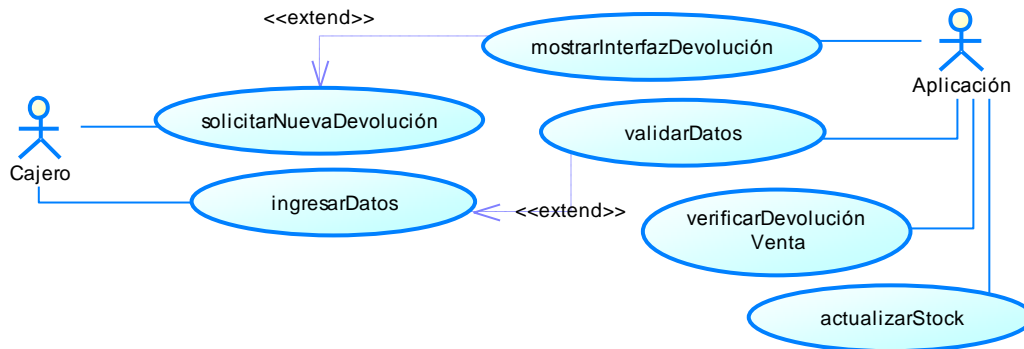 <<extend>>
mostrarInterfazDevolución
Aplicación
solicitarNuevaDevolución
validarDatos
Cajero
ingresarDatos
<<extend>>
verificarDevolución
Venta
actualizarStock